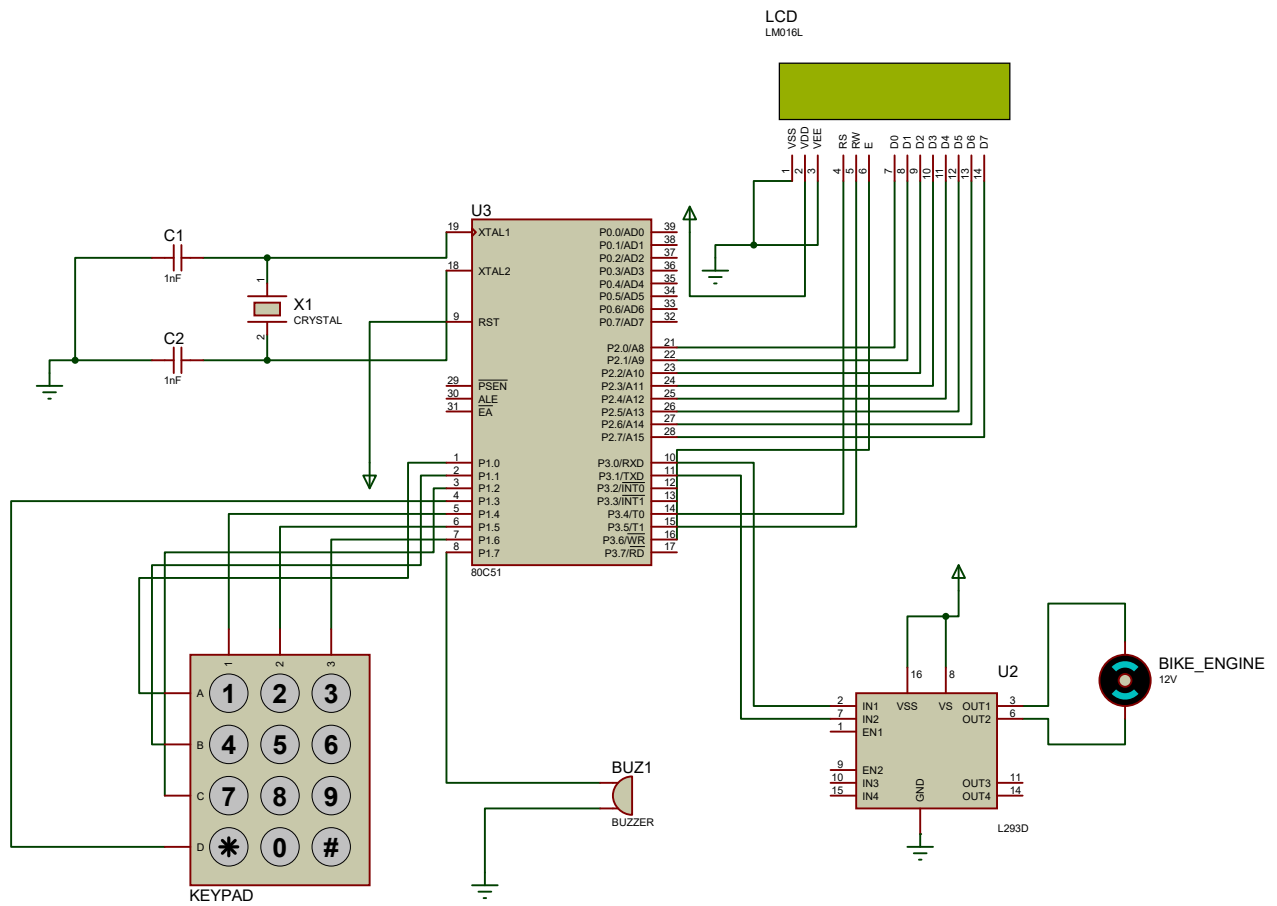 LCD
LM016L
VSS
VDD
VEE
RS
RW
E
D0
D1
D2
D3
D4
D5
D6
D7
1
2
3
4
5
6
7
8
9
10
11
12
13
14
U3
19 XTAL1
18 XTAL2
9 RST
29 PSEN
30 ALE
31 EA
1 P1.0
2 P1.1
3 P1.2
4 P1.3
5 P1.4
6 P1.5
7 P1.6
8 P1.7
P0.0/AD0 39
P0.1/AD1 38
P0.2/AD2 37
P0.3/AD3 36
P0.4/AD4 35
P0.5/AD5 34
P0.6/AD6 33
P0.7/AD7 32
P2.0/A8 21
P2.1/A9 22
P2.2/A10 23
P2.3/A11 24
P2.4/A12 25
P2.5/A13 26
P2.6/A14 27
P2.7/A15 28
P3.0/RXD 10
P3.1/TXD 11
P3.2/INT0 12
P3.3/INT1 13
P3.4/T0 14
P3.5/T1 15
P3.6/WR 16
P3.7/RD 17
80C51
C1
1nF
1
X1
CRYSTAL
2
C2
1nF
1 2 3
A 1 2 3
B 4 5 6
C 7 8 9
D * 0 #
KEYPAD
BUZ1
BUZZER
U2
16 8
2 IN1 VSS VS OUT1 3
7 IN2 OUT2 6
1 EN1
9 EN2
10 IN3 OUT3 11
15 IN4 OUT4 14
GND
L293D
BIKE_ENGINE
12V